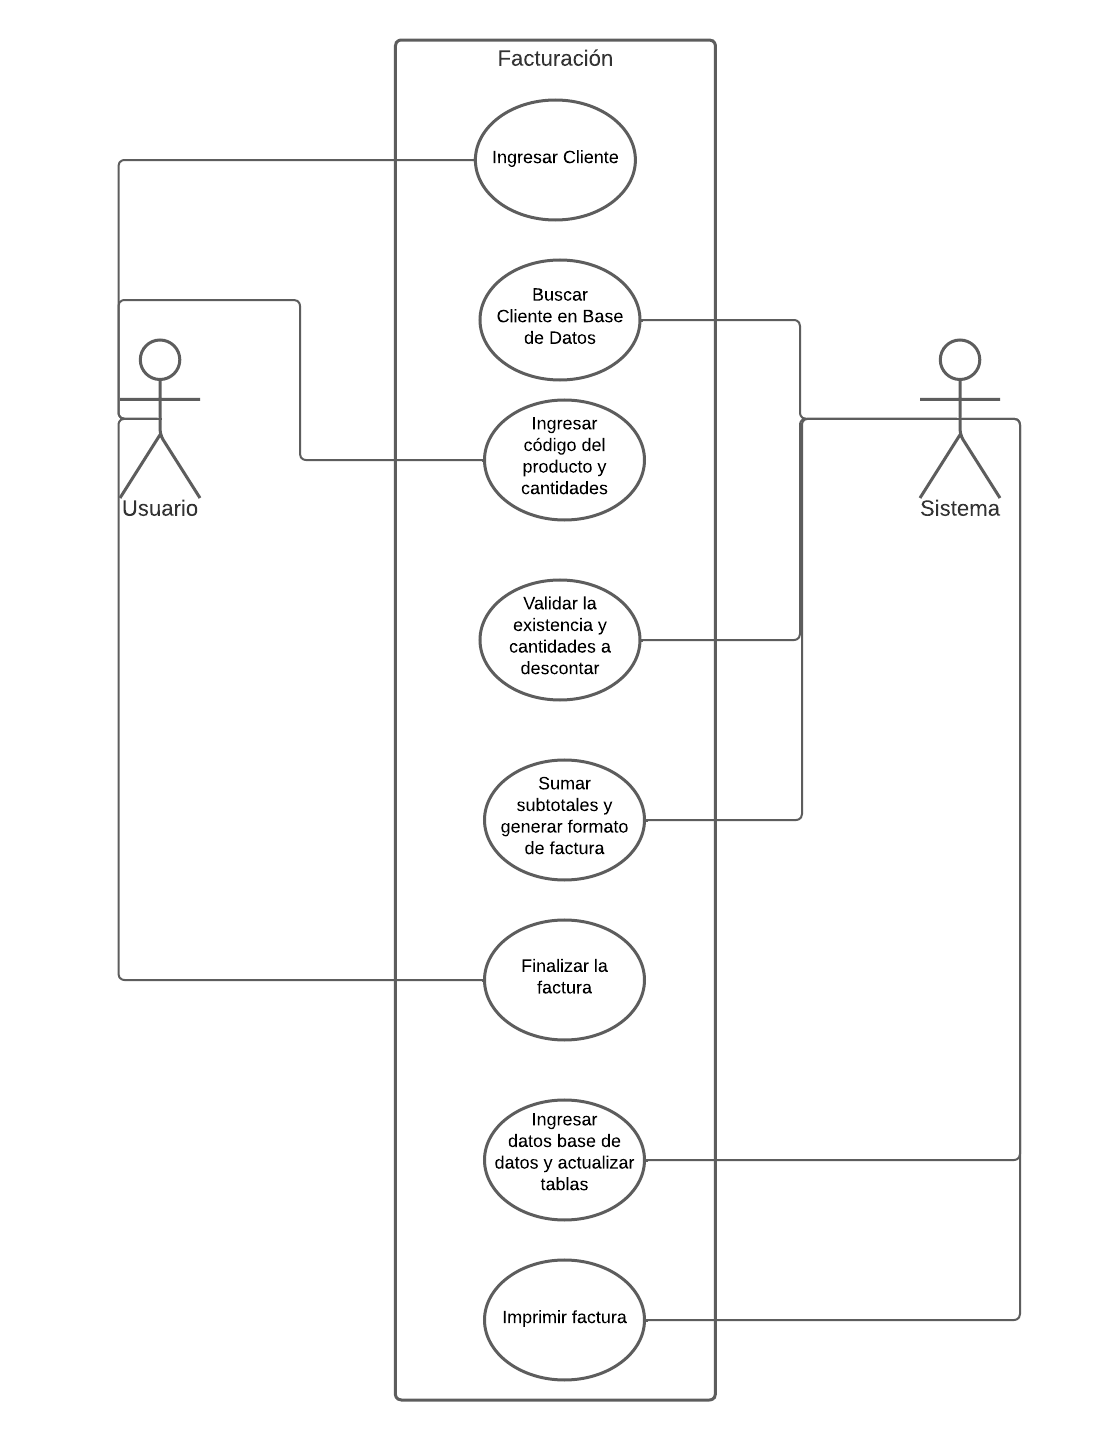 Facturación
Ingresar Cliente
Buscar
Cliente en Base
de Datos
Ingresar
código del
producto y
cantidades
Usuario
Sistema
Validar la
existencia y
cantidades a
descontar
Sumar
subtotales y
generar formato
de factura
Finalizar la
factura
Ingresar
datos base de
datos y actualizar
tablas
Imprimir factura